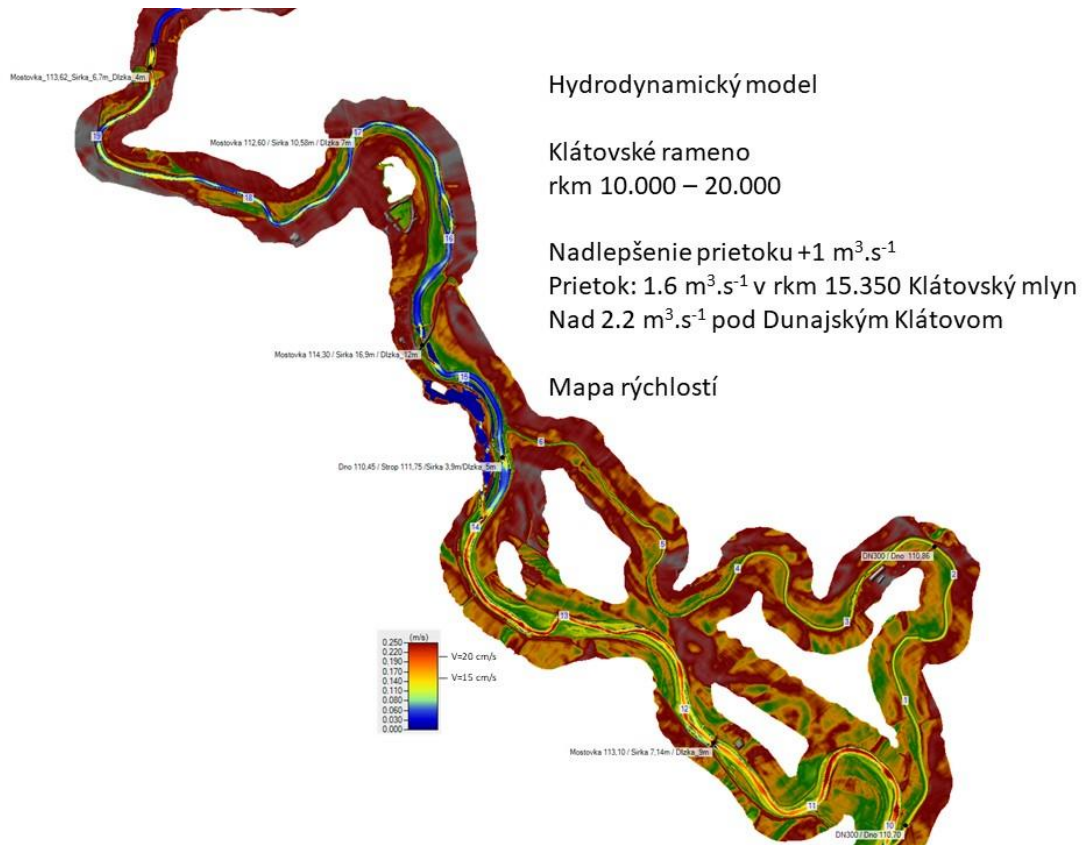 Hydrodynamický model
Klátovské rameno
rkm 10.000 – 20.000
Nadlepšenie prietoku +1 m³.s⁻¹
Prietok: 1.6 m³.s⁻¹ v rkm 15.350 Klátovský mlyn
Nad 2.2 m³.s⁻¹ pod Dunajským Klátovom
Mapa rýchlostí
Mostovka_113,62_Sirka_6,7m_Dlzka_4m
19
Mostovka 112,60 / Sirka 10,58m / Dlzka 7m
17
18
16
Mostovka 114,30 / Sirka 16,9m / Dlzka_12m
15
6
Dno 110,45 / Strop 111,75 /Sirka 3,9m/Dlzka_5m
14
5
4
DN300 / Dno 110,86
2
3
13
1
12
Mostovka 113,10 / Sirka 7,14m / Dlzka_9m
11
10
DN300 / Dno 110,70
(m/s)
0.250
0.220
0.190
0.170
0.140
0.110
0.080
0.060
0.030
0.000
V=20 cm/s
V=15 cm/s